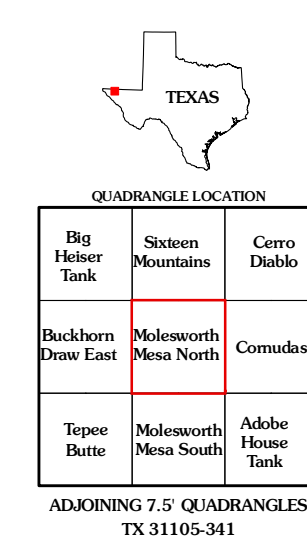 TEXAS
QUADRANGLE LOCATION
Big
Heiser
Tank
Sixteen
Mountains
Cerro
Diablo
Buckhorn
Draw East
Molesworth
Mesa North
Cornudas
Tepee
Butte
Molesworth
Mesa South
Adobe
House
Tank
ADJOINING 7.5' QUADRANGLES
TX 31105-341